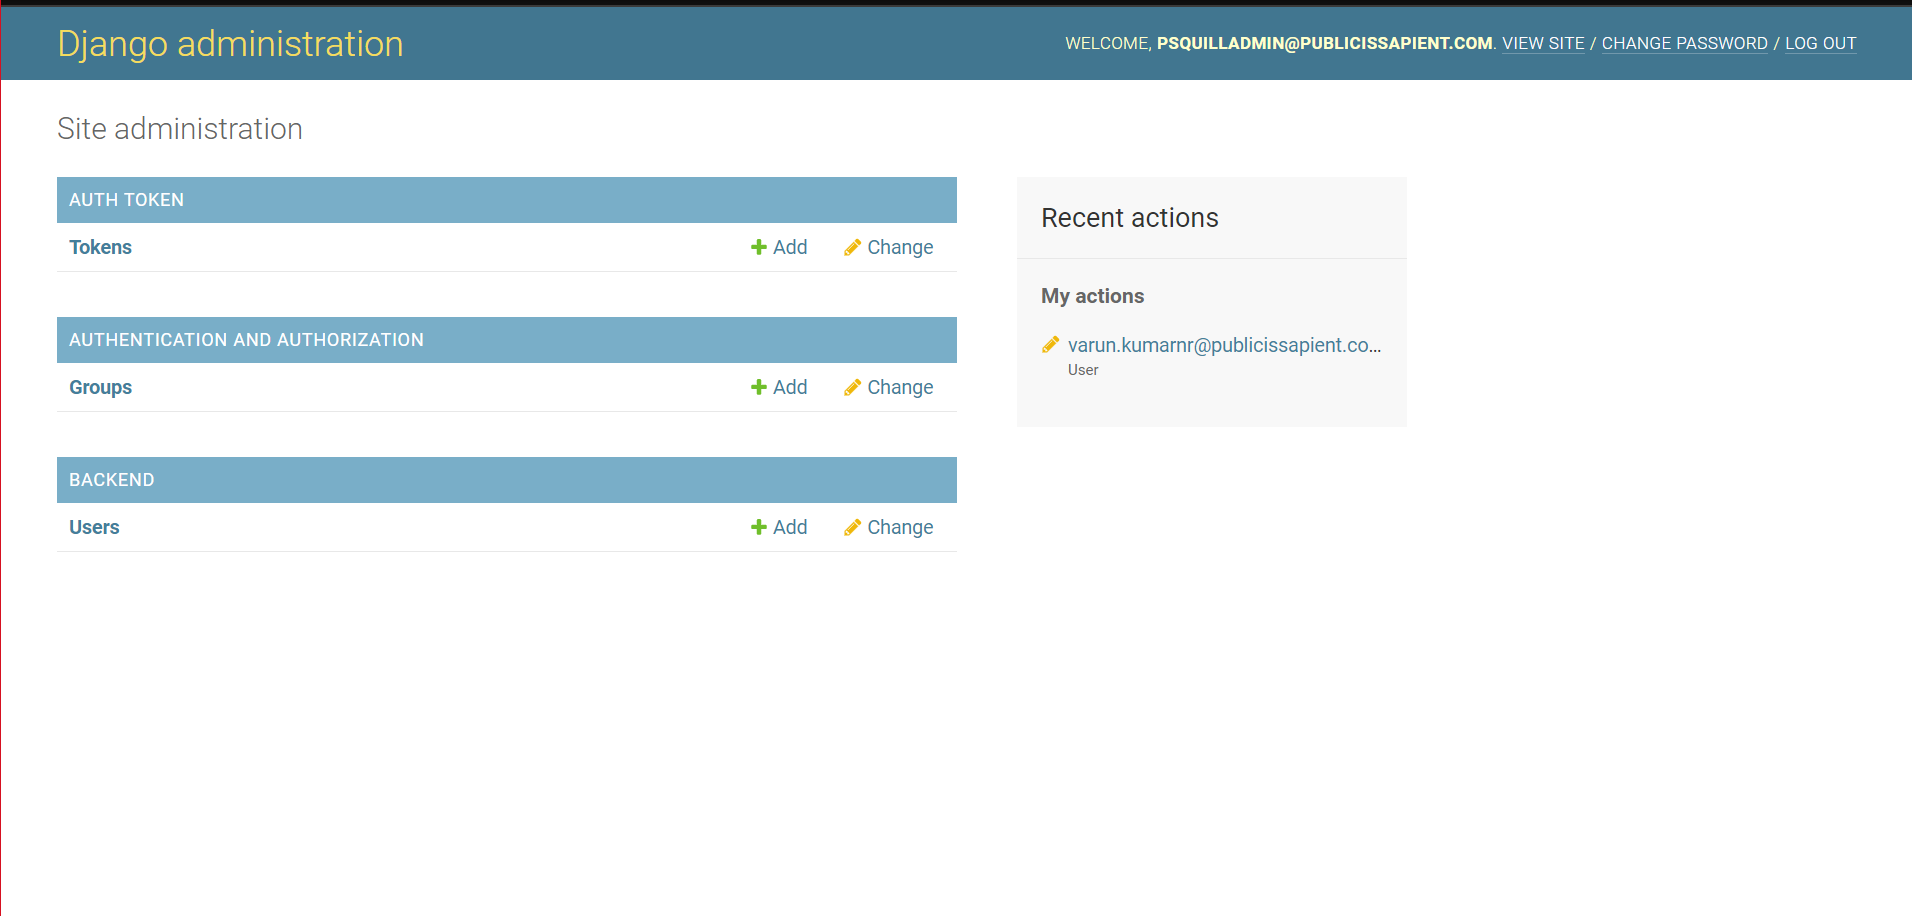 Django administration
WELCOME, PSQUILLADMIN@PUBLICISSAPIENT.COM. VIEW SITE / CHANGE PASSWORD / LOG OUT
Site administration
AUTH TOKEN
Tokens Add Change
AUTHENTICATION AND AUTHORIZATION
Groups Add Change
BACKEND
Users Add Change
Recent actions
My actions
varun.kumarnr@publicissapient.co...
User